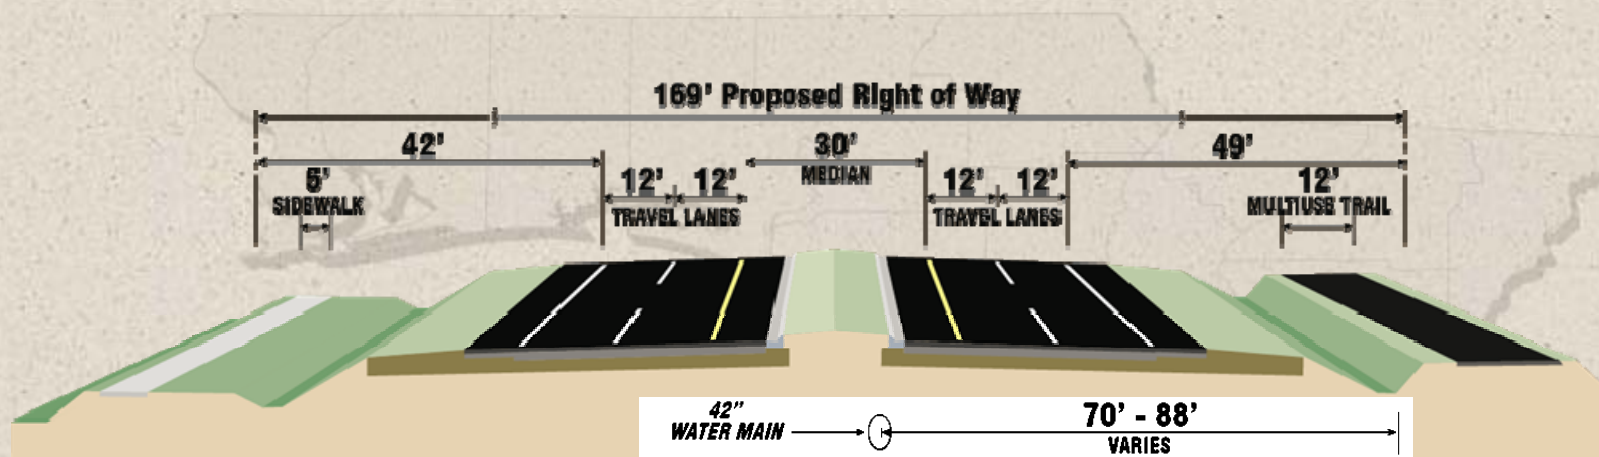 169' Proposed Right of Way
42'
30'
49'
MEDIAN
5'
12' 12'
12' 12'
12'
SIDEWALK
TRAVEL LANES
TRAVEL LANES
MULTIUSE TRAIL
42"
WATER MAIN
70' - 88'
VARIES